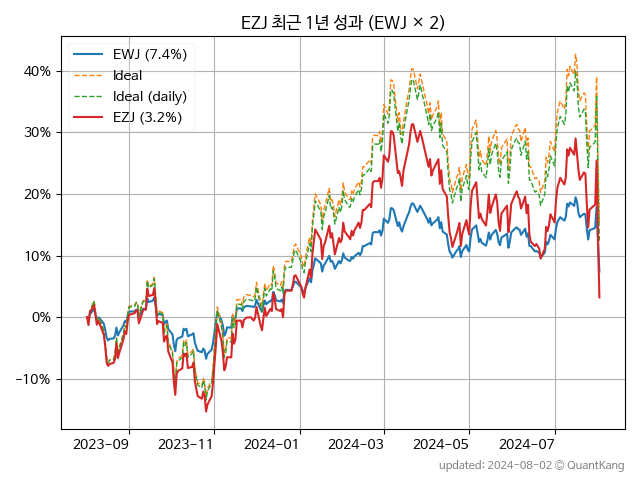 EZJ 최근 1년 성과 (EWJ × 2)
EWJ (7.4%)
Ideal
Ideal (daily)
EZJ (3.2%)
40%
30%
20%
10%
0%
−10%
2023-09
2023-11
2024-01
2024-03
2024-05
2024-07
updated: 2024-08-02 © QuantKang